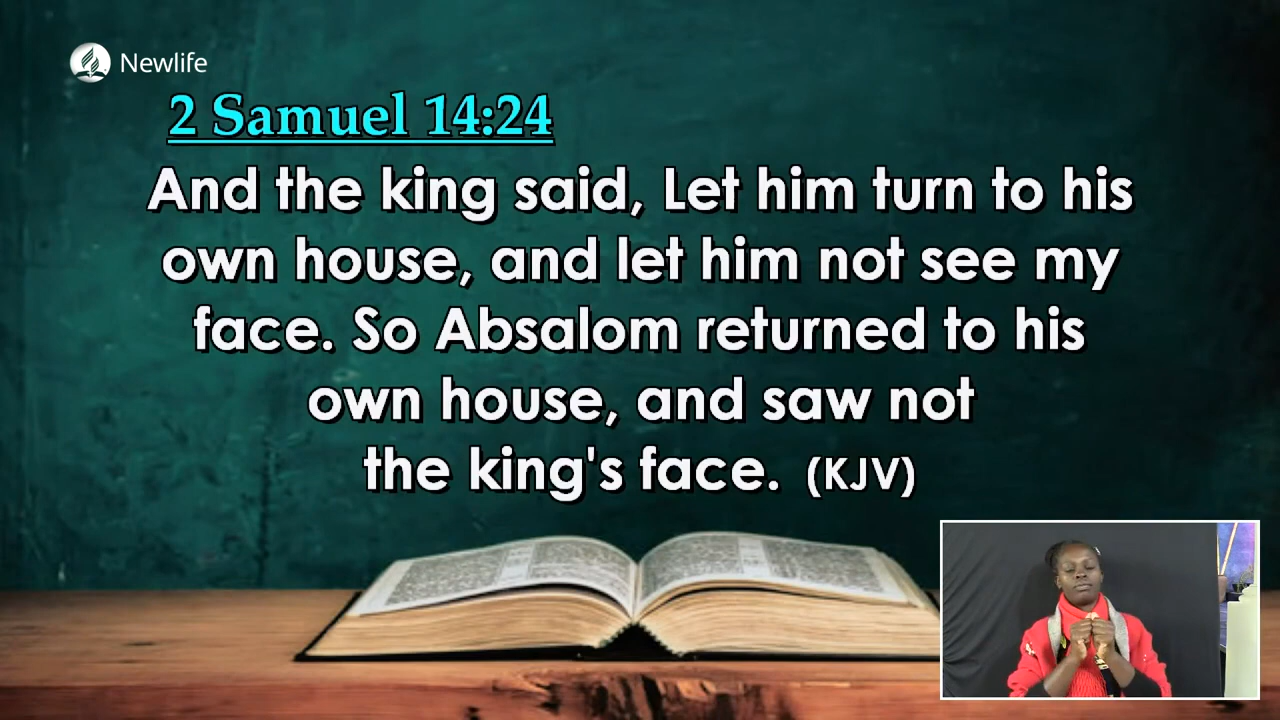 Newlife
2 Samuel 14:24
And the king said, Let him turn to his
own house, and let him not see my
face. So Absalom returned to his
own house, and saw not
the king's face. (KJV)